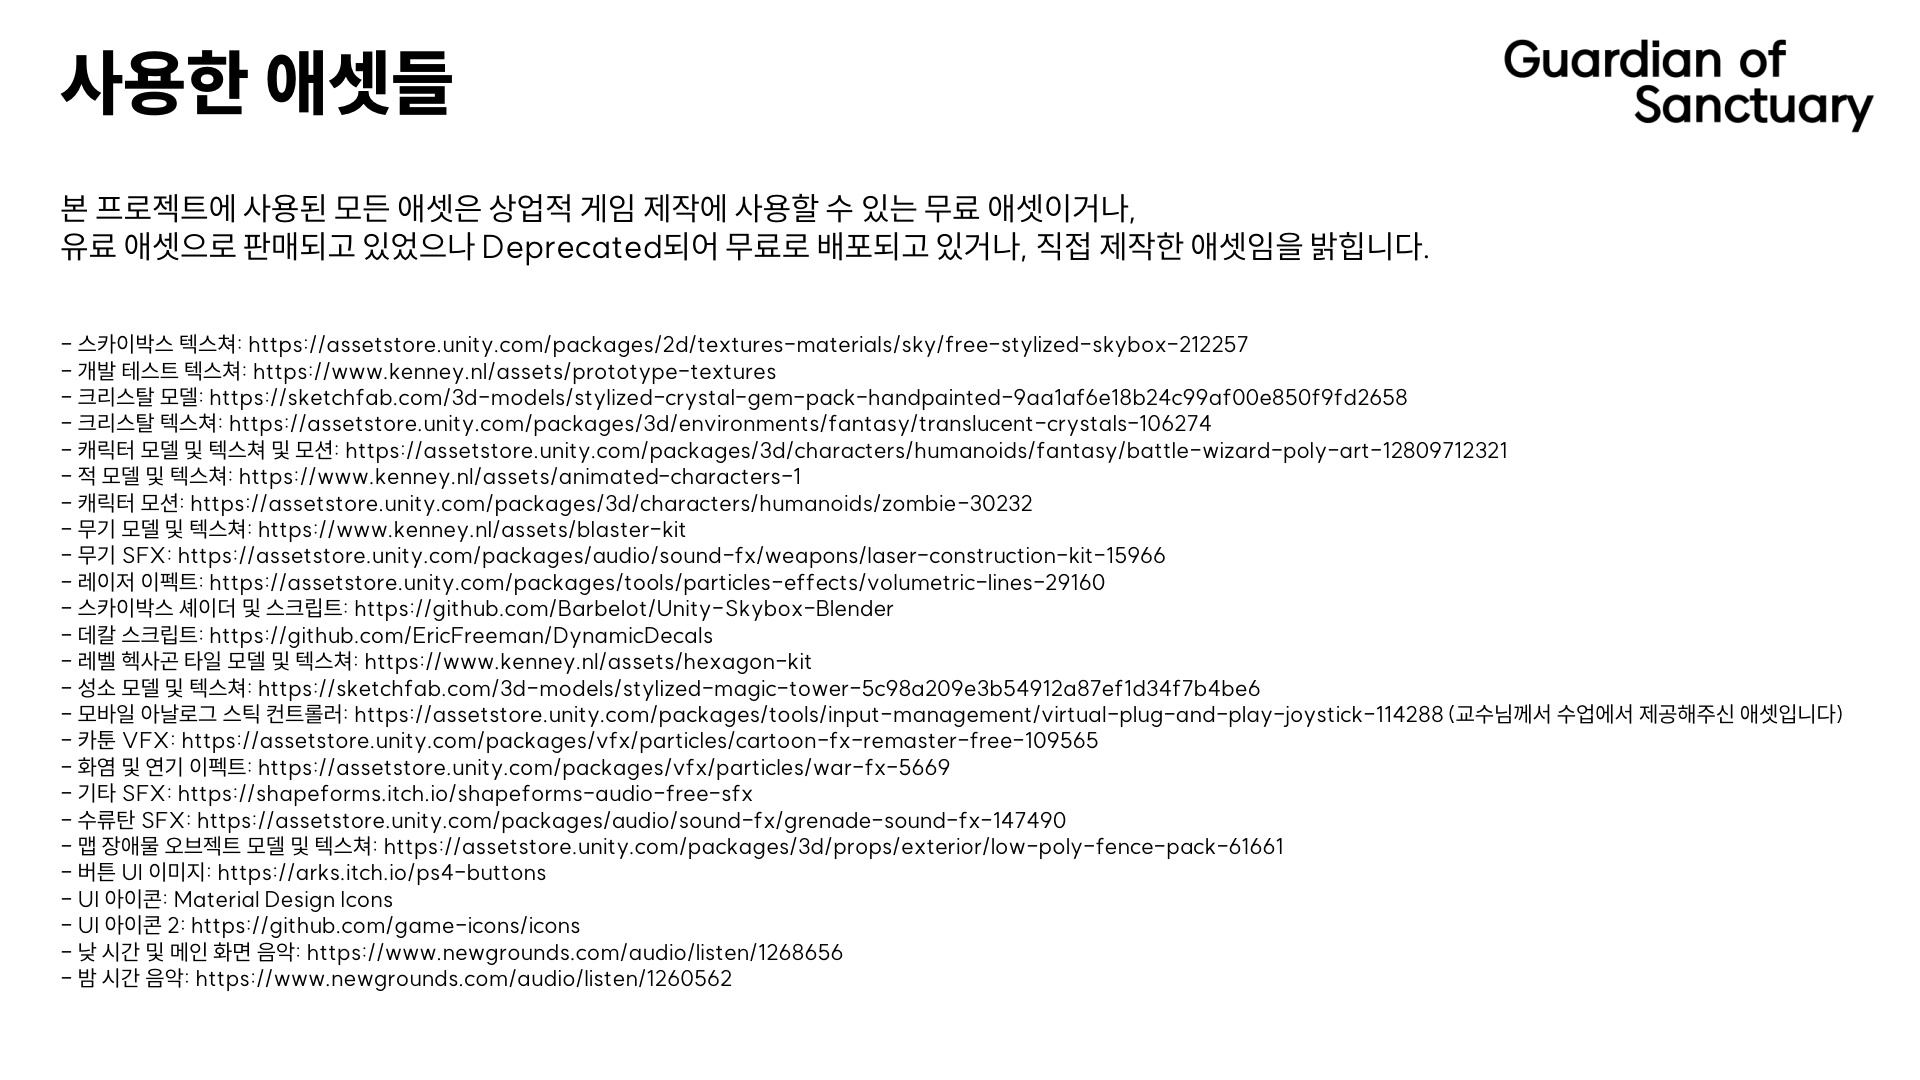 사용한 애셋들
Guardian of
Sanctuary
본 프로젝트에 사용된 모든 애셋은 상업적 게임 제작에 사용할 수 있는 무료 애셋이거나,
유료 애셋으로 판매되고 있었으나 Deprecated되어 무료로 배포되고 있거나, 직접 제작한 애셋임을 밝힙니다.
- 스카이박스 텍스쳐: https://assetstore.unity.com/packages/2d/textures-materials/sky/free-stylized-skybox-212257
- 개발 테스트 텍스쳐: https://www.kenney.nl/assets/prototype-textures
- 크리스탈 모델: https://sketchfab.com/3d-models/stylized-crystal-gem-pack-handpainted-9aa1af6e18b24c99af00e850f9fd2658
- 크리스탈 텍스쳐: https://assetstore.unity.com/packages/3d/environments/fantasy/translucent-crystals-106274
- 캐릭터 모델 및 텍스쳐 및 모션: https://assetstore.unity.com/packages/3d/characters/humanoids/fantasy/battle-wizard-poly-art-12809712321
- 적 모델 및 텍스쳐: https://www.kenney.nl/assets/animated-characters-1
- 캐릭터 모션: https://assetstore.unity.com/packages/3d/characters/humanoids/zombie-30232
- 무기 모델 및 텍스쳐: https://www.kenney.nl/assets/blaster-kit
- 무기 SFX: https://assetstore.unity.com/packages/audio/sound-fx/weapons/laser-construction-kit-15966
- 레이저 이펙트: https://assetstore.unity.com/packages/tools/particles-effects/volumetric-lines-29160
- 스카이박스 셰이더 및 스크립트: https://github.com/Barbelot/Unity-Skybox-Blender
- 데칼 스크립트: https://github.com/EricFreeman/DynamicDecals
- 레벨 헥사곤 타일 모델 및 텍스쳐: https://www.kenney.nl/assets/hexagon-kit
- 성소 모델 및 텍스쳐: https://sketchfab.com/3d-models/stylized-magic-tower-5c98a209e3b54912a87ef1d34f7b4be6
- 모바일 아날로그 스틱 컨트롤러: https://assetstore.unity.com/packages/tools/input-management/virtual-plug-and-play-joystick-114288 (교수님께서 수업에서 제공해주신 애셋입니다)
- 카툰 VFX: https://assetstore.unity.com/packages/vfx/particles/cartoon-fx-remaster-free-109565
- 화염 및 연기 이펙트: https://assetstore.unity.com/packages/vfx/particles/war-fx-5669
- 기타 SFX: https://shapeforms.itch.io/shapeforms-audio-free-sfx
- 수류탄 SFX: https://assetstore.unity.com/packages/audio/sound-fx/grenade-sound-fx-147490
- 맵 장애물 오브젝트 모델 및 텍스쳐: https://assetstore.unity.com/packages/3d/props/exterior/low-poly-fence-pack-61661
- 버튼 UI 이미지: https://arks.itch.io/ps4-buttons
- UI 아이콘: Material Design Icons
- UI 아이콘 2: https://github.com/game-icons/icons
- 낮 시간 및 메인 화면 음악: https://www.newgrounds.com/audio/listen/1268656
- 밤 시간 음악: https://www.newgrounds.com/audio/listen/1260562